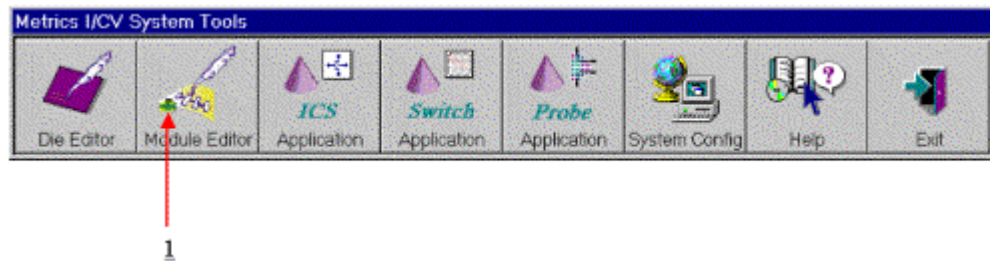 Metrics I/CV System Tools
ICS Switch Probe
Die Editor Module Editor Application Application Application System Config Help Exit
1